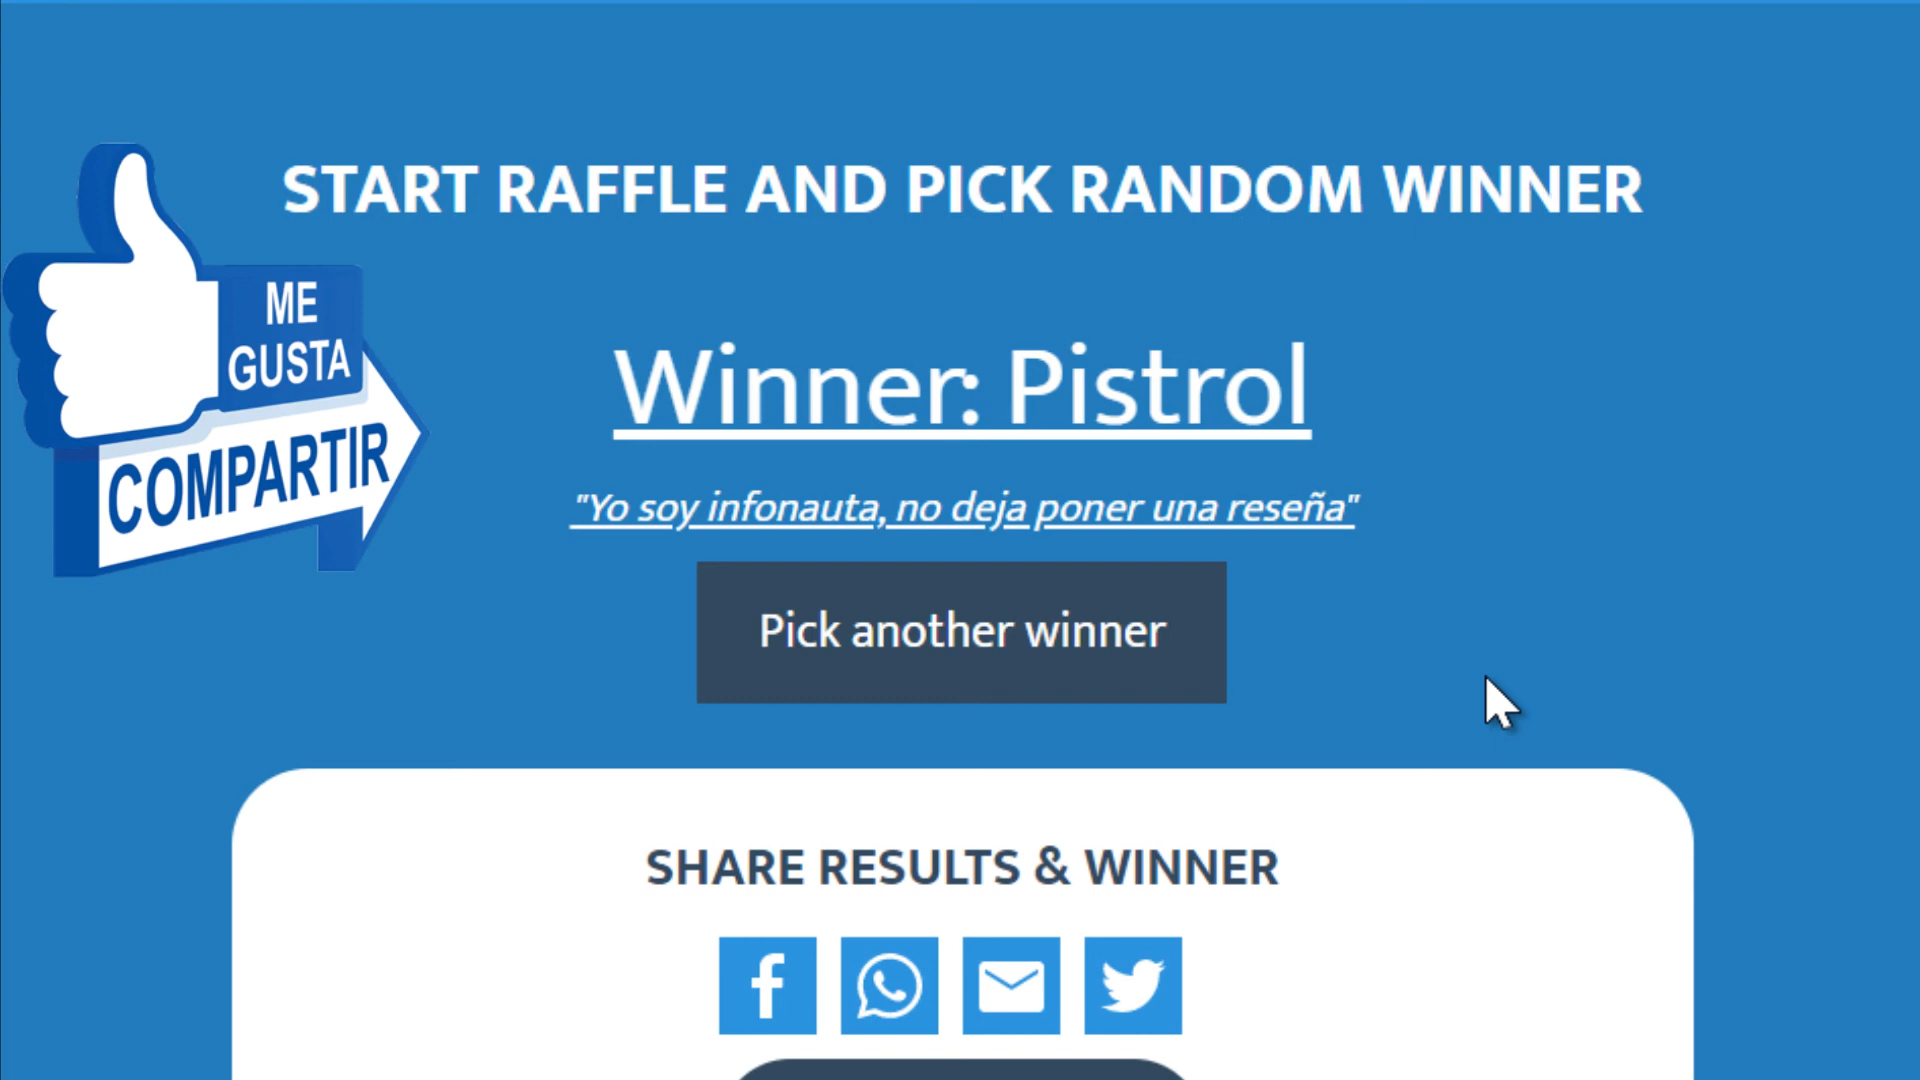 START RAFFLE AND PICK RANDOM WINNER
ME
GUSTA
COMPARTIR
Winner: Pistrol
"Yo soy infonauta, no deja poner una reseña"
Pick another winner
SHARE RESULTS & WINNER